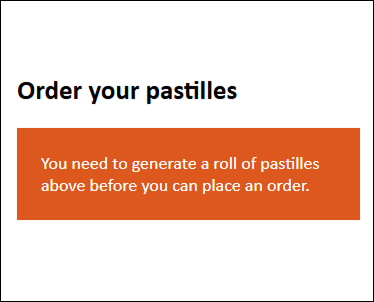 Order your pastilles
You need to generate a roll of pastilles
above before you can place an order.